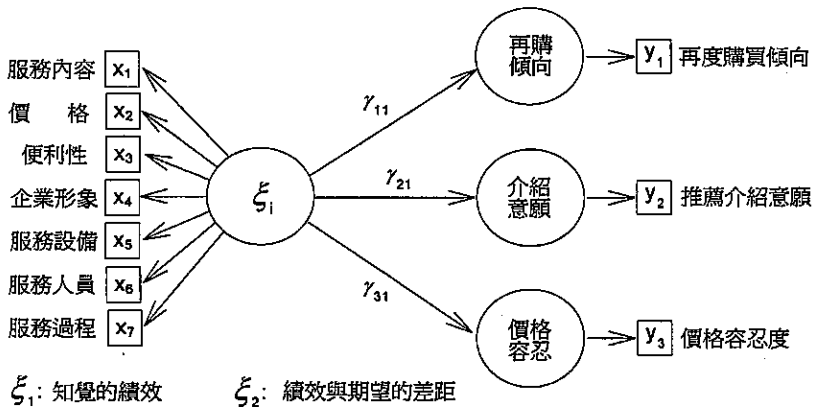 服務內容 x₁
價 格 x₂
便利性 x₃
企業形象 x₄
服務設備 x₅
服務人員 x₆
服務過程 x₇
ξᵢ
γ₁₁
γ₂₁
γ₃₁
再購
傾向
y₁ 再度購買傾向
介紹
意願
y₂ 推薦介紹意願
價格
容忍
y₃ 價格容忍度
ξ₁: 知覺的績效 ξ₂: 績效與期望的差距